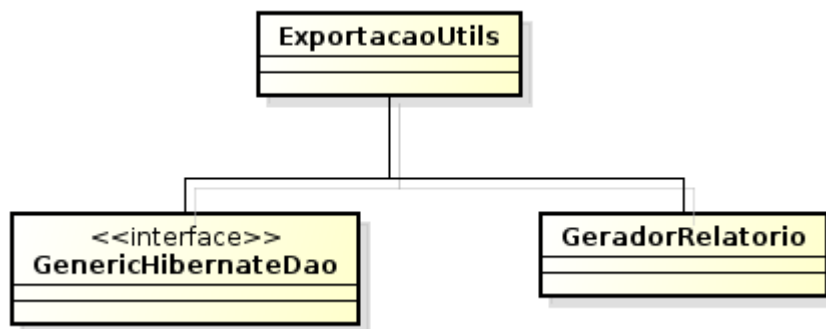 ExportacaoUtils
<<interface>>
GenericHibernateDao
GeradorRelatorio